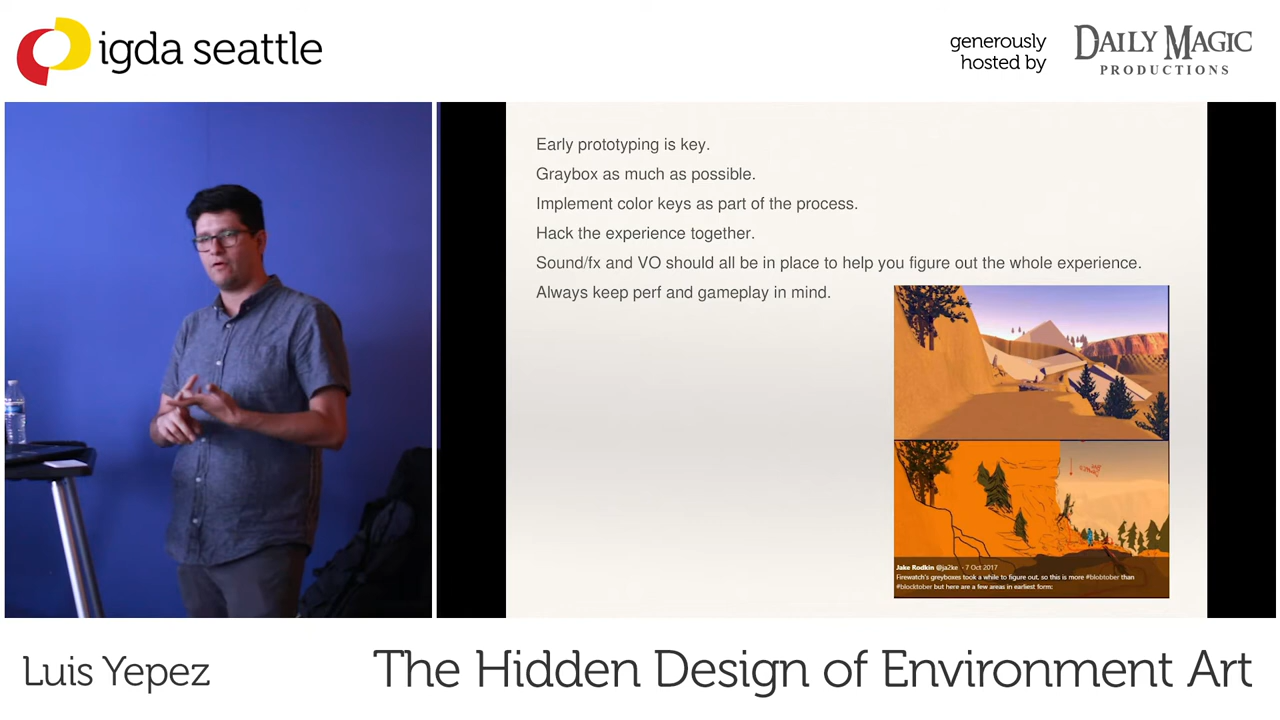 igda seattle
generously
hosted by
DAILY MAGIC
PRODUCTIONS
Early prototyping is key.
Graybox as much as possible.
Implement color keys as part of the process.
Hack the experience together.
Sound/fx and VO should all be in place to help you figure out the whole experience.
Always keep perf and gameplay in mind.
Jake Rodkin @ja2ke · 7 Oct 2017
Firewatch's greyboxes took a while to figure out, so this is more #blobtober than
#blocktober but here are a few areas in earliest form:
Luis Yepez
The Hidden Design of Environment Art